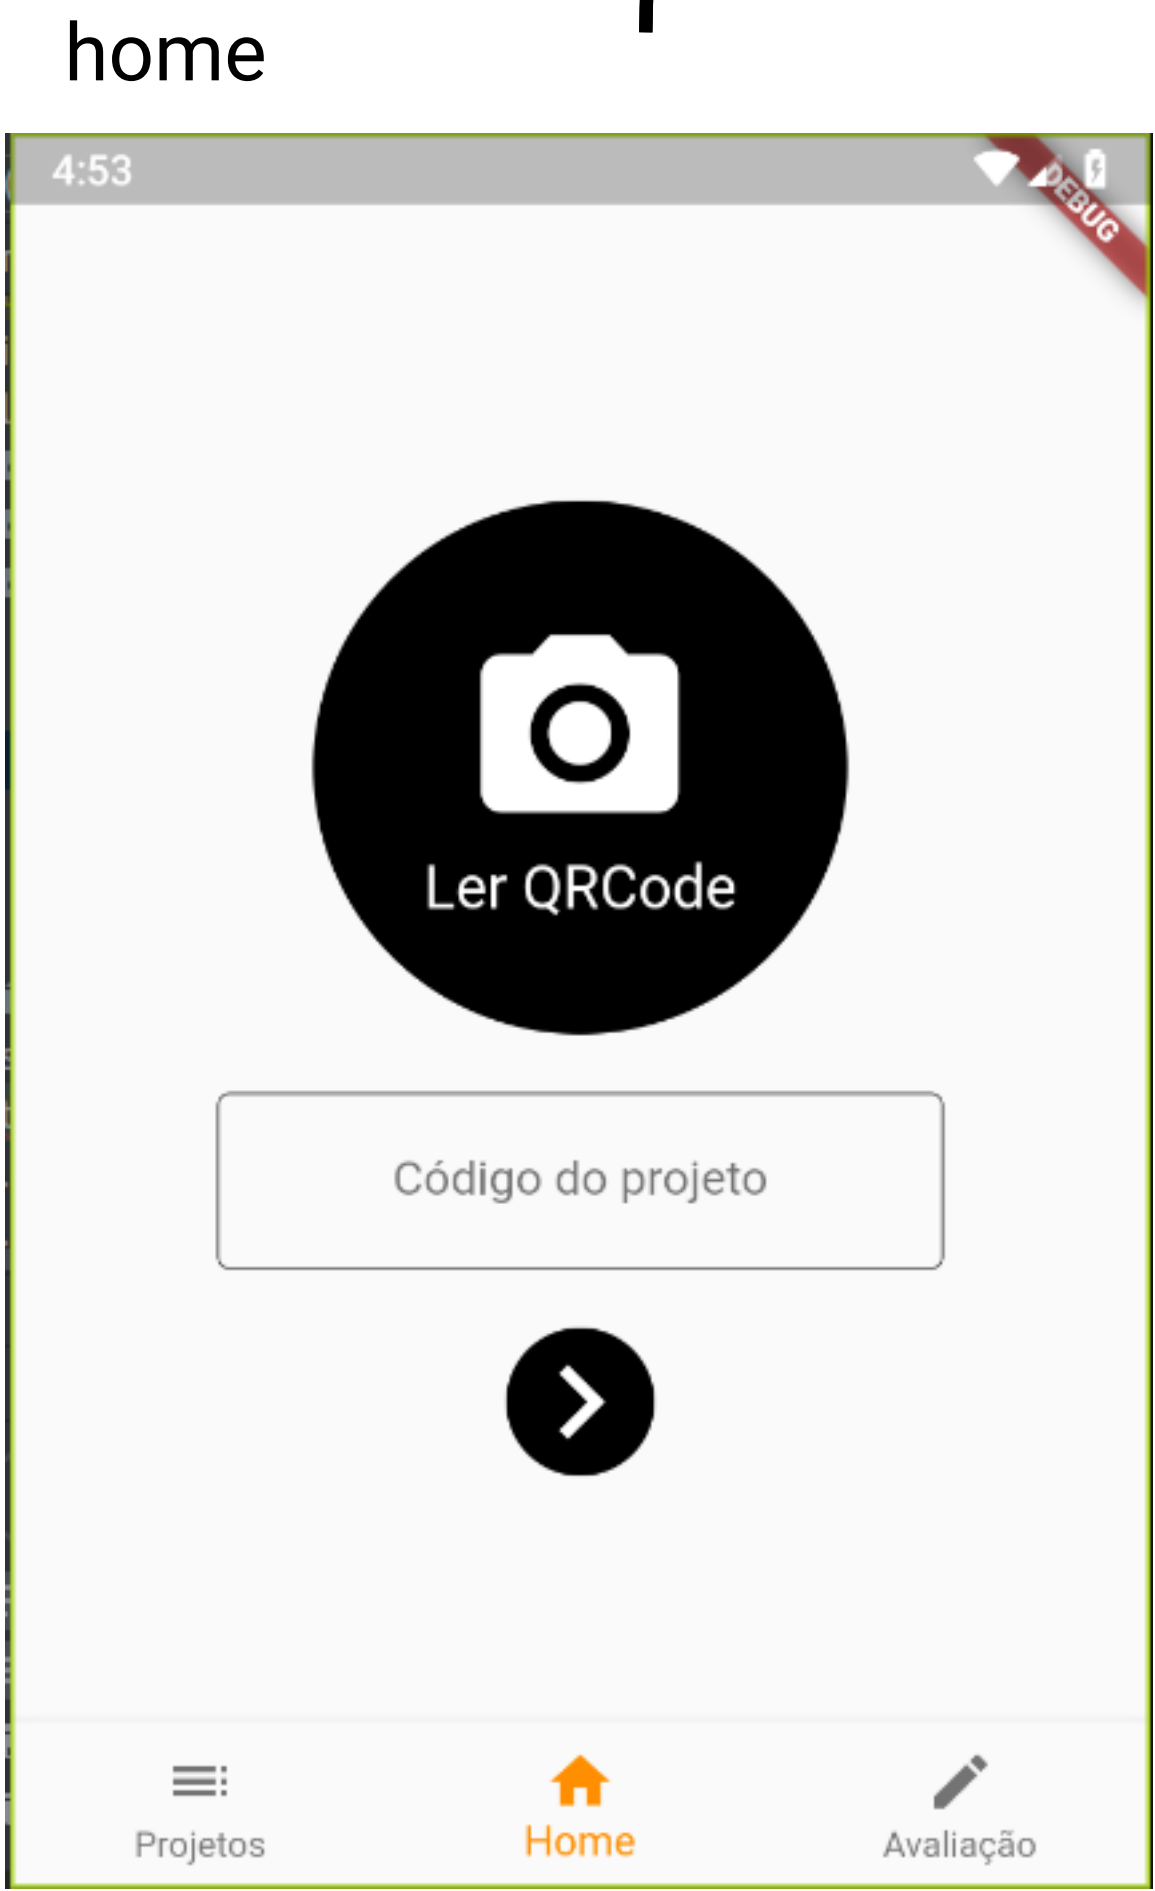 home
4:53
DEBUG
Ler QRCode
Código do projeto
Projetos
Home
Avaliação